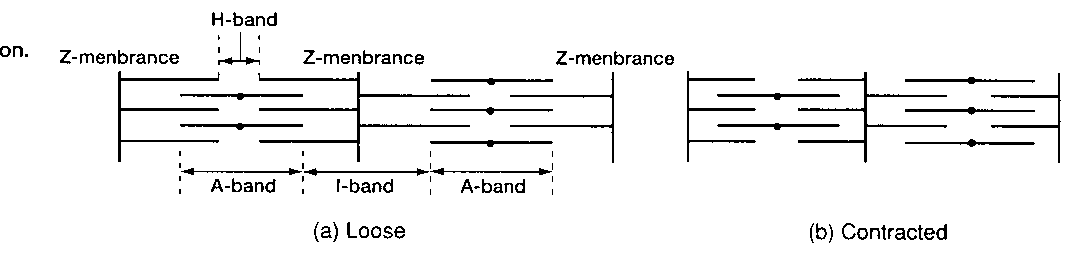 H-band
on.
Z-menbrance Z-menbrance Z-menbrance
A-band I-band A-band
(a) Loose (b) Contracted